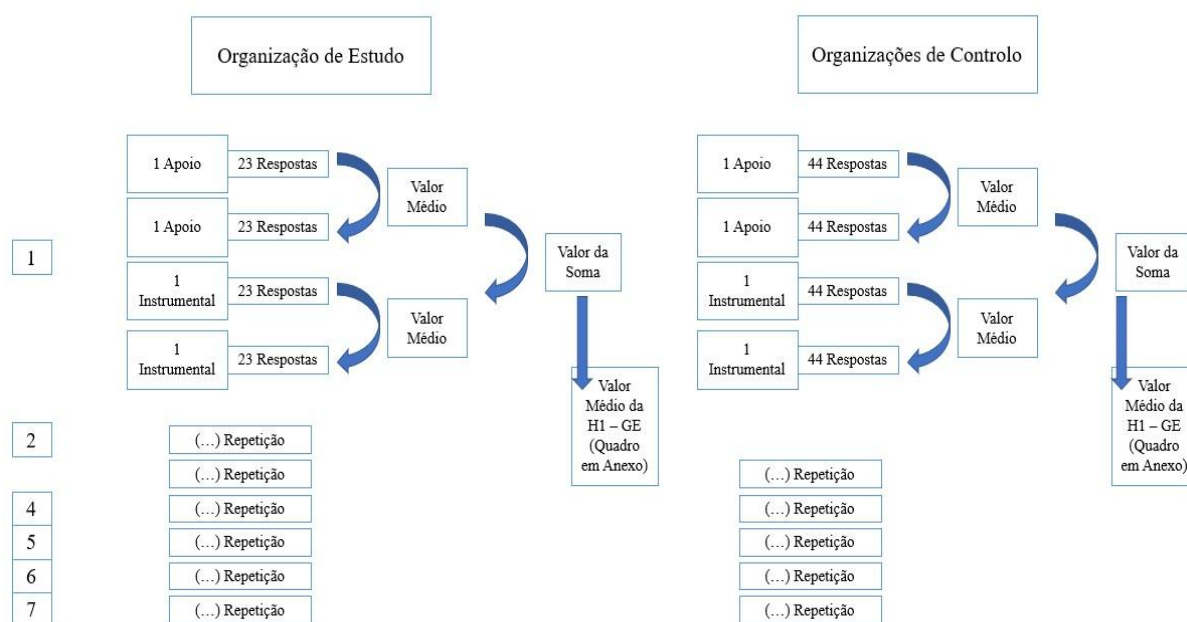 Organização de Estudo
Organizações de Controlo
1
1 Apoio
23 Respostas
1 Apoio
23 Respostas
1
Instrumental
23 Respostas
1
Instrumental
23 Respostas
Valor
Médio
Valor
Médio
Valor da
Soma
Valor
Médio da
H1 – GE
(Quadro
em Anexo)
1 Apoio
44 Respostas
1 Apoio
44 Respostas
1
Instrumental
44 Respostas
1
Instrumental
44 Respostas
Valor
Médio
Valor
Médio
Valor da
Soma
Valor
Médio da
H1 – GE
(Quadro
em Anexo)
2
(…) Repetição
(…) Repetição
(…) Repetição
4
(…) Repetição
(…) Repetição
5
(…) Repetição
(…) Repetição
6
(…) Repetição
(…) Repetição
7
(…) Repetição
(…) Repetição